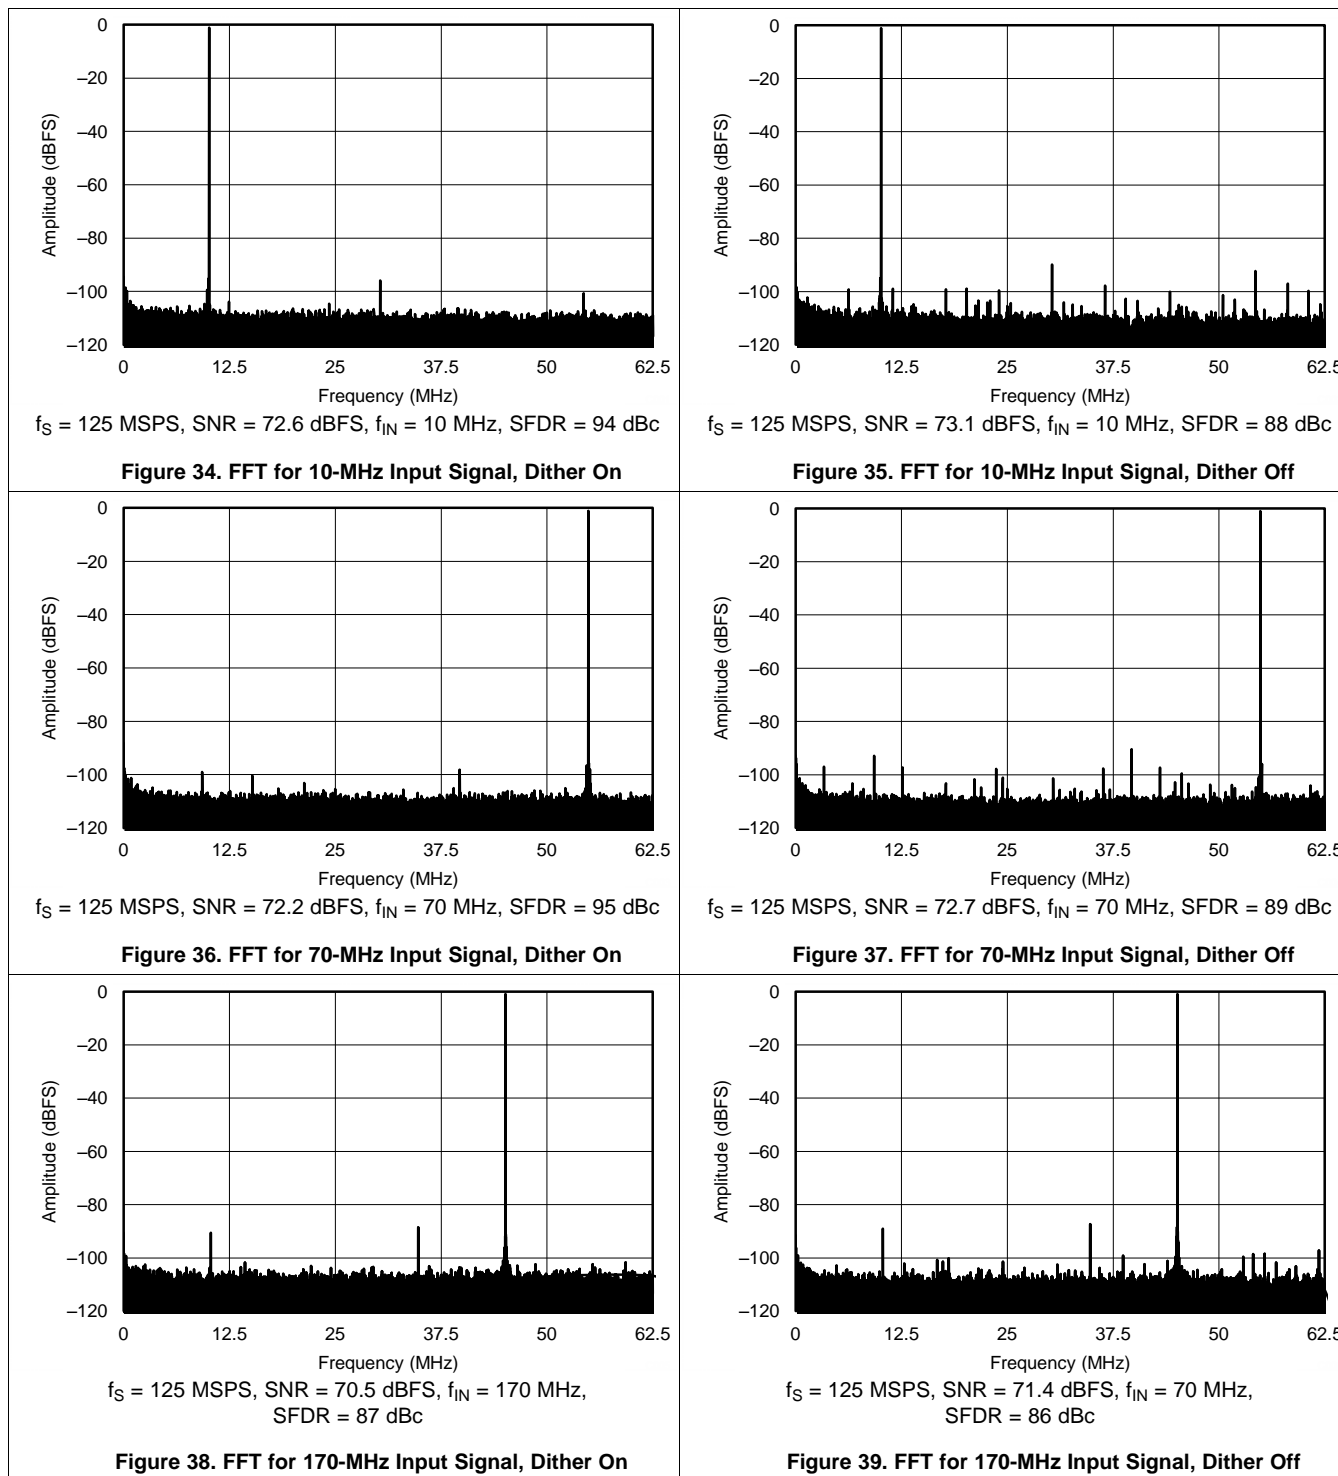 0
–20
–40
–60
–80
–100
–120
Amplitude (dBFS)
0 12.5 25 37.5 50 62.5
Frequency (MHz)
fS = 125 MSPS, SNR = 72.6 dBFS, fIN = 10 MHz, SFDR = 94 dBc
Figure 34. FFT for 10-MHz Input Signal, Dither On
0
–20
–40
–60
–80
–100
–120
Amplitude (dBFS)
0 12.5 25 37.5 50 62.5
Frequency (MHz)
fS = 125 MSPS, SNR = 73.1 dBFS, fIN = 10 MHz, SFDR = 88 dBc
Figure 35. FFT for 10-MHz Input Signal, Dither Off
0
–20
–40
–60
–80
–100
–120
Amplitude (dBFS)
0 12.5 25 37.5 50 62.5
Frequency (MHz)
fS = 125 MSPS, SNR = 72.2 dBFS, fIN = 70 MHz, SFDR = 95 dBc
Figure 36. FFT for 70-MHz Input Signal, Dither On
0
–20
–40
–60
–80
–100
–120
Amplitude (dBFS)
0 12.5 25 37.5 50 62.5
Frequency (MHz)
fS = 125 MSPS, SNR = 72.7 dBFS, fIN = 70 MHz, SFDR = 89 dBc
Figure 37. FFT for 70-MHz Input Signal, Dither Off
0
–20
–40
–60
–80
–100
–120
Amplitude (dBFS)
0 12.5 25 37.5 50 62.5
Frequency (MHz)
fS = 125 MSPS, SNR = 70.5 dBFS, fIN = 170 MHz,
SFDR = 87 dBc
Figure 38. FFT for 170-MHz Input Signal, Dither On
0
–20
–40
–60
–80
–100
–120
Amplitude (dBFS)
0 12.5 25 37.5 50 62.5
Frequency (MHz)
fS = 125 MSPS, SNR = 71.4 dBFS, fIN = 70 MHz,
SFDR = 86 dBc
Figure 39. FFT for 170-MHz Input Signal, Dither Off